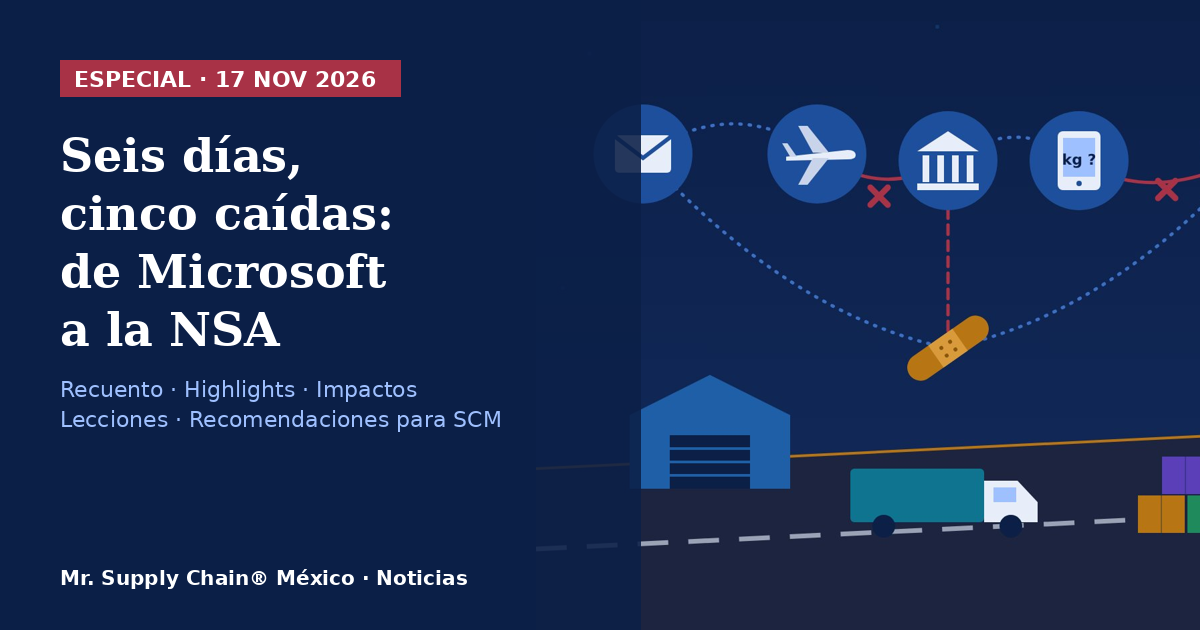 ESPECIAL · 17 NOV 2026
Seis días,
cinco caídas:
de Microsoft
a la NSA
Recuento · Highlights · Impactos
Lecciones · Recomendaciones para SCM
Mr. Supply Chain® México · Noticias
kg ?